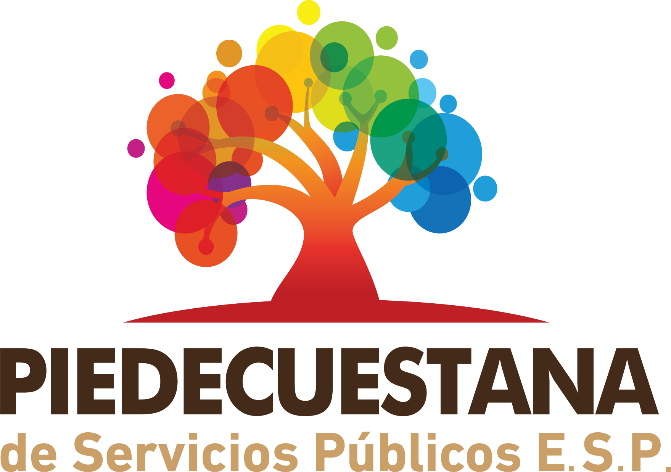 PIEDECUESTANA
de Servicios Públicos E.S.P.